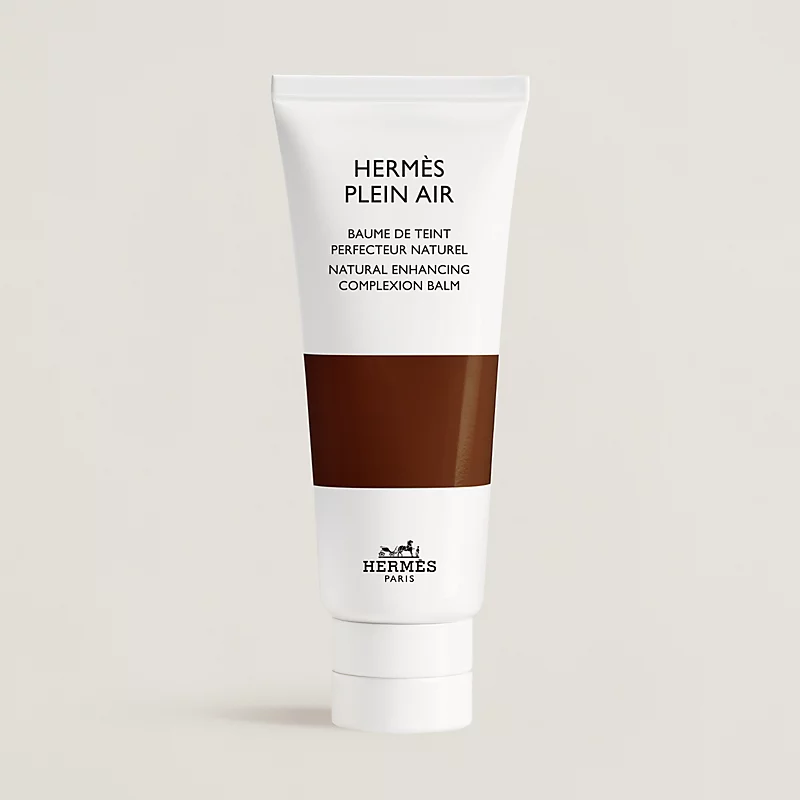 HERMÈS
PLEIN AIR
BAUME DE TEINT
PERFECTEUR NATUREL
NATURAL ENHANCING
COMPLEXION BALM
HERMÈS
PARIS